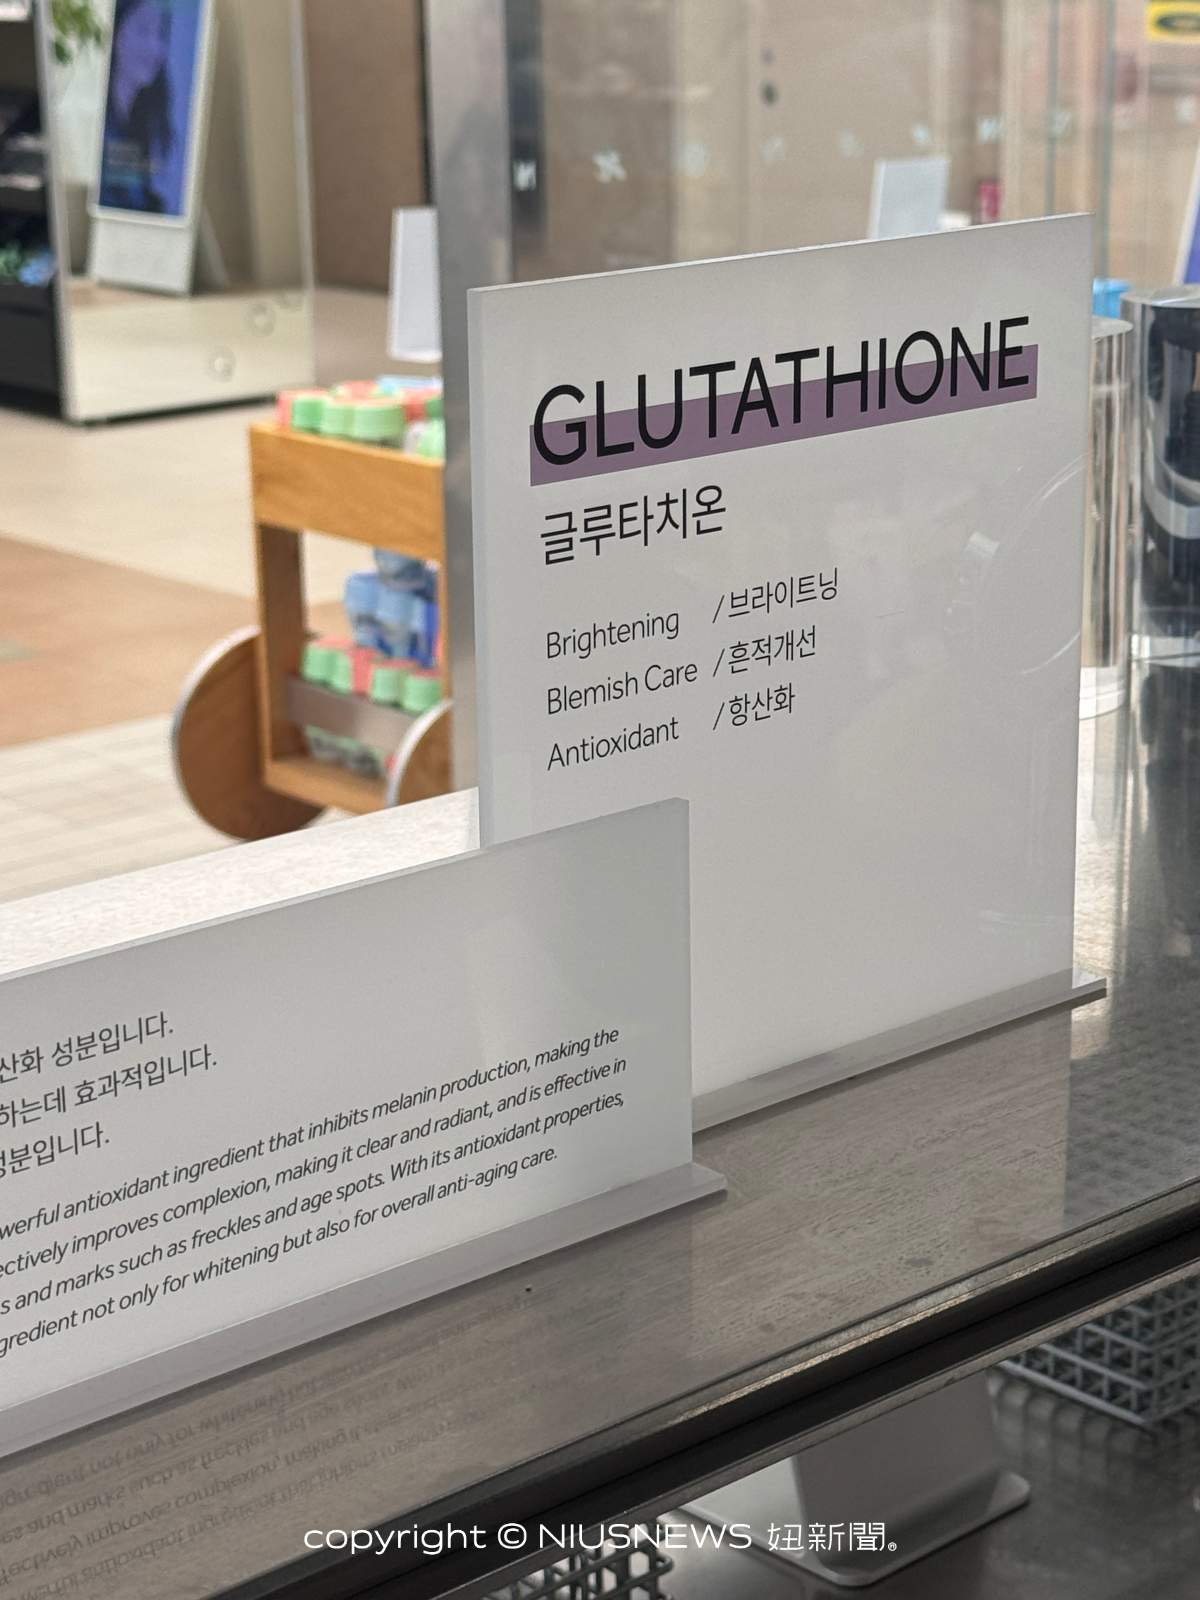 GLUTATHIONE
글루타치온
Brightening / 브라이트닝
Blemish Care / 흔적개선
Antioxidant / 항산화
산화 성분입니다.
하는데 효과적입니다.
성분입니다.
werful antioxidant ingredient that inhibits melanin production, making the
ectively improves complexion, making it clear and radiant, and is effective in
s and marks such as freckles and age spots. With its antioxidant properties,
gredient not only for whitening but also for overall anti-aging care.
copyright © NIUSNEWS 妞新聞®